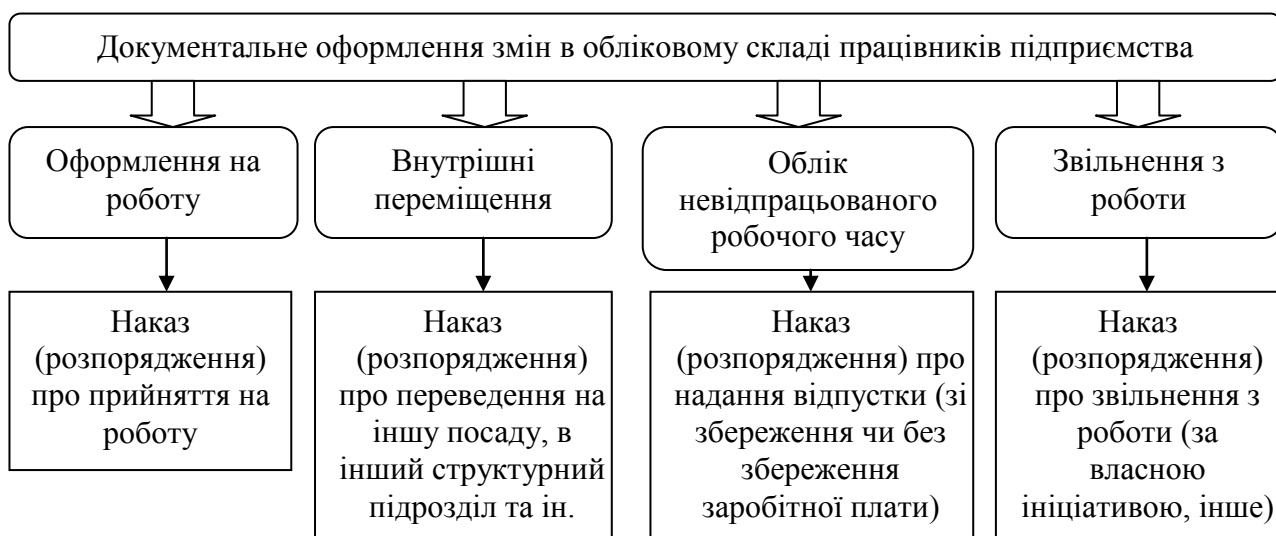 Документальне оформлення змін в обліковому складі працівників підприємства
Оформлення на
роботу
Внутрішні
переміщення
Облік
невідпрацьованого
робочого часу
Звільнення з
роботи
Наказ
(розпорядження)
про прийняття на
роботу
Наказ
(розпорядження)
про переведення на
іншу посаду, в
інший структурний
підрозділ та ін.
Наказ
(розпорядження) про
надання відпустки (зі
збереження чи без
збереження
заробітної плати)
Наказ
(розпорядження)
про звільнення з
роботи (за
власною
ініціативою, інше)